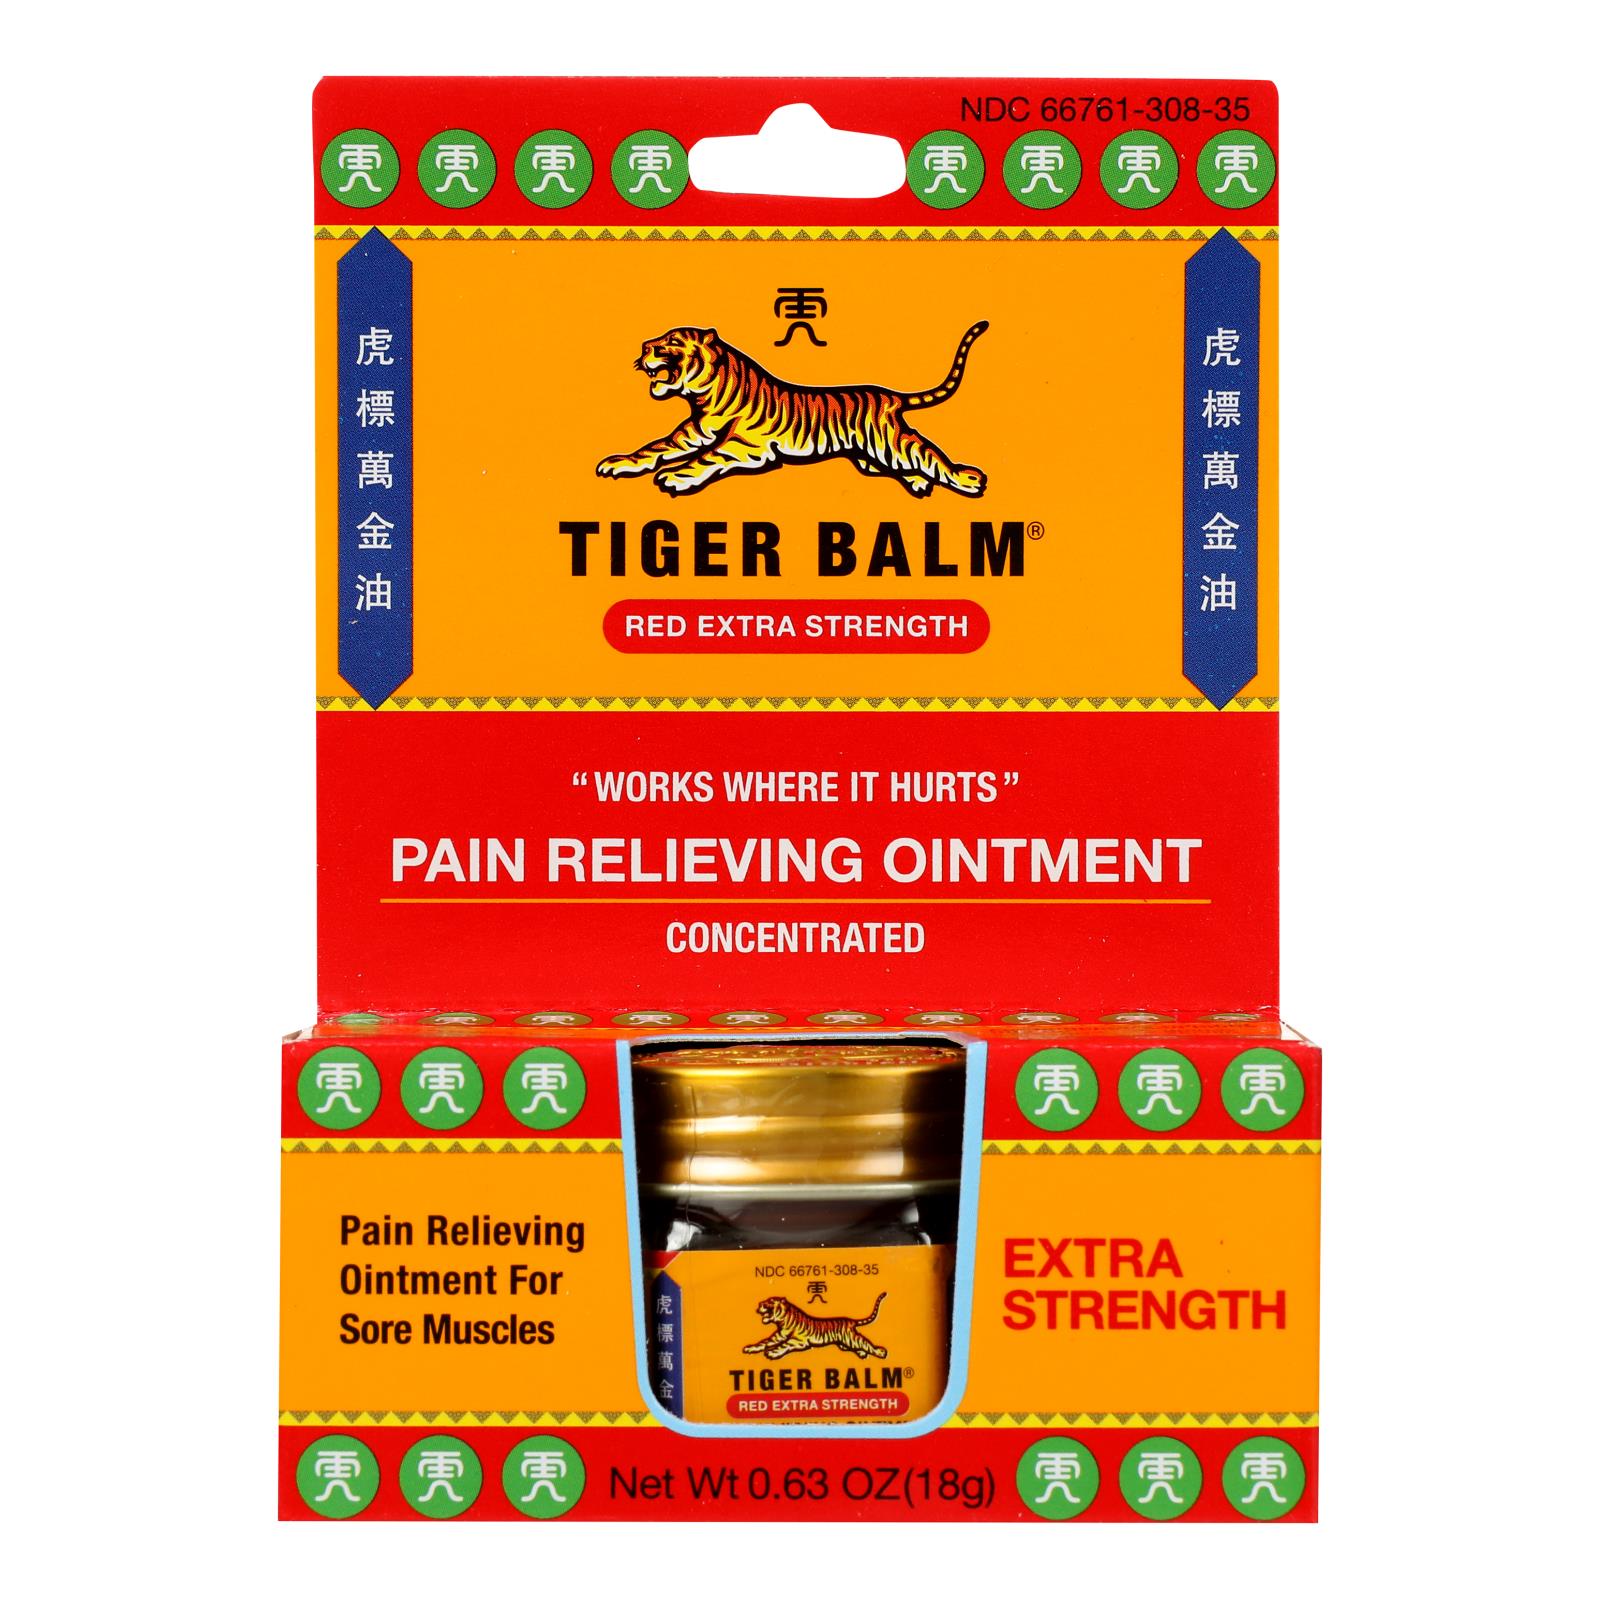 NDC 66761-308-35
虎標萬金油
虎標萬金油
TIGER BALM®
RED EXTRA STRENGTH
“WORKS WHERE IT HURTS”
PAIN RELIEVING OINTMENT
CONCENTRATED
Pain Relieving
Ointment For
Sore Muscles
NDC 66761-308-35
虎標萬金
TIGER BALM®
RED EXTRA STRENGTH
EXTRA
STRENGTH
Net Wt 0.63 OZ(18g)